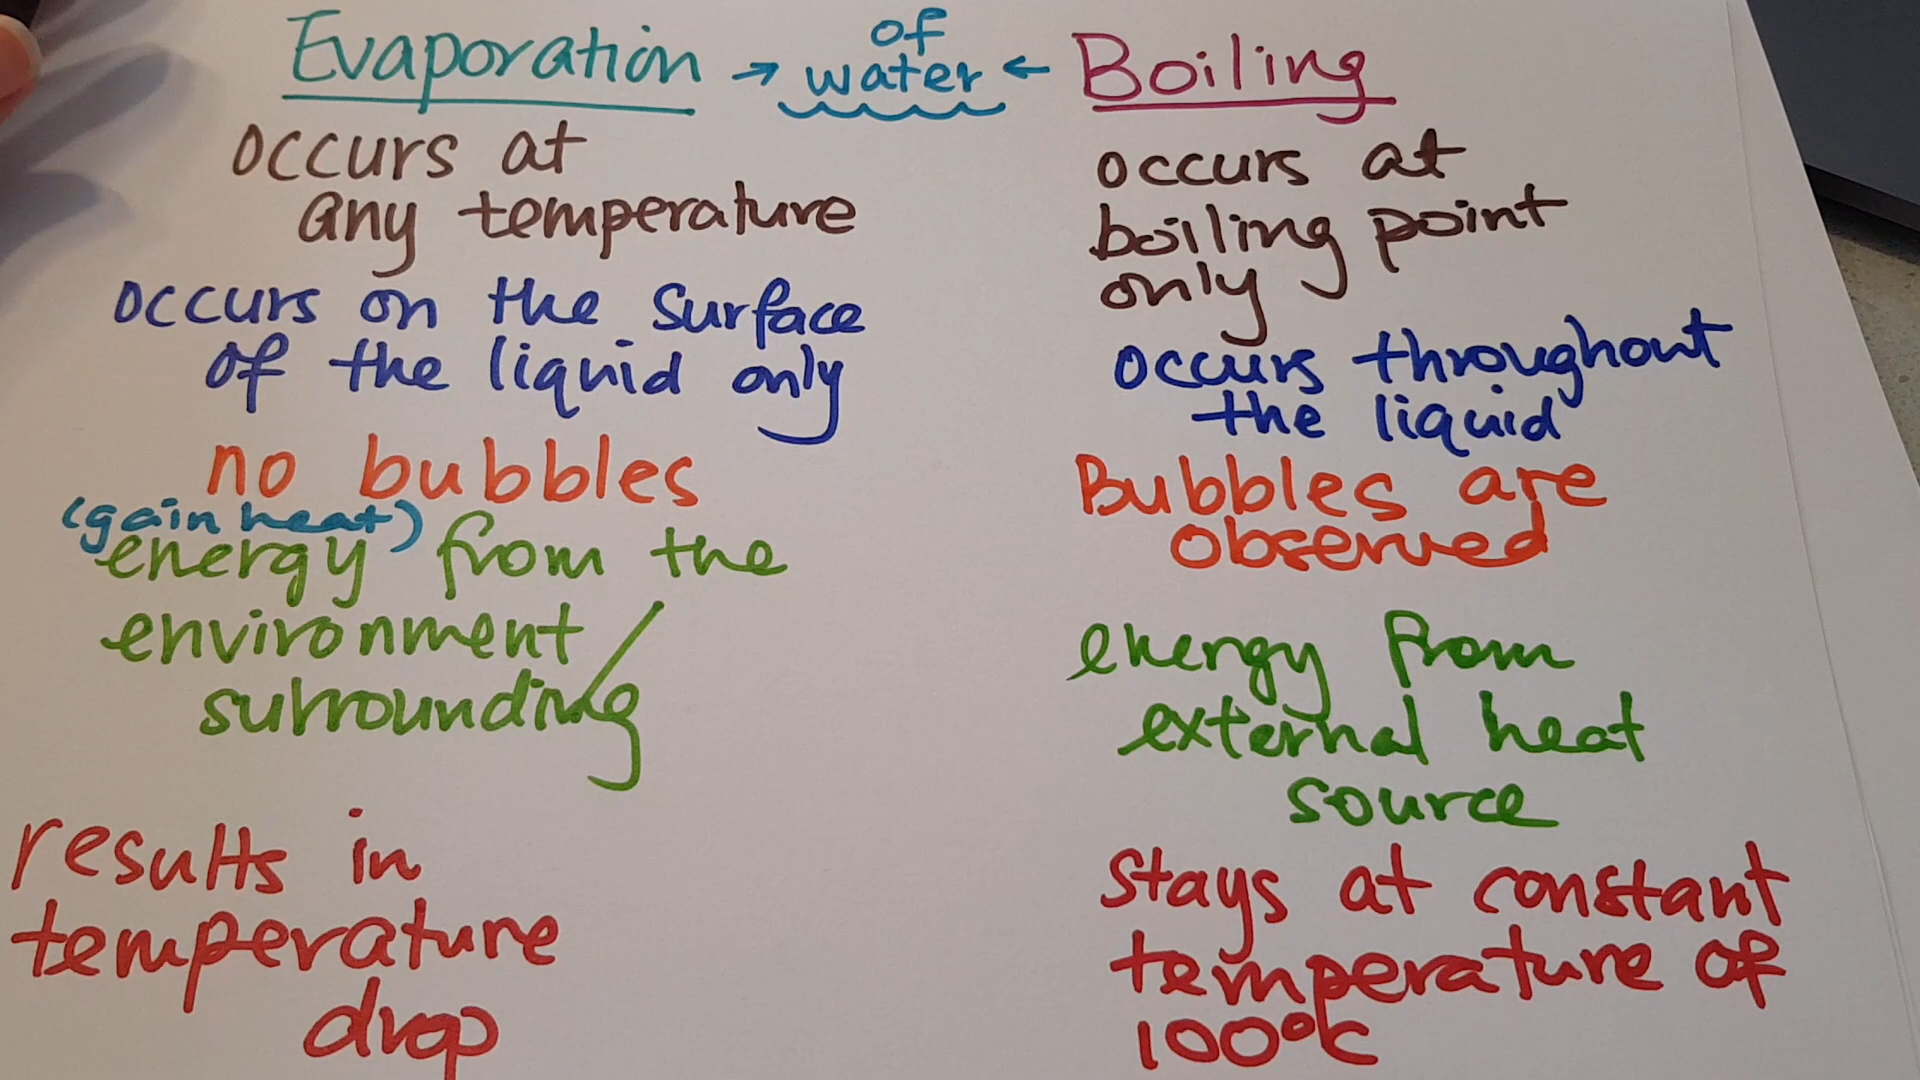 Evaporation → of water ← Boiling
occurs at
any temperature
occurs on the surface
of the liquid only
no bubbles
(gain heat)
energy from the
environment /
surrounding
results in
temperature
drop
occurs at
boiling point
only
occurs throughout
the liquid
Bubbles are
observed
energy from
external heat
source
stays at constant
temperature of
100°C